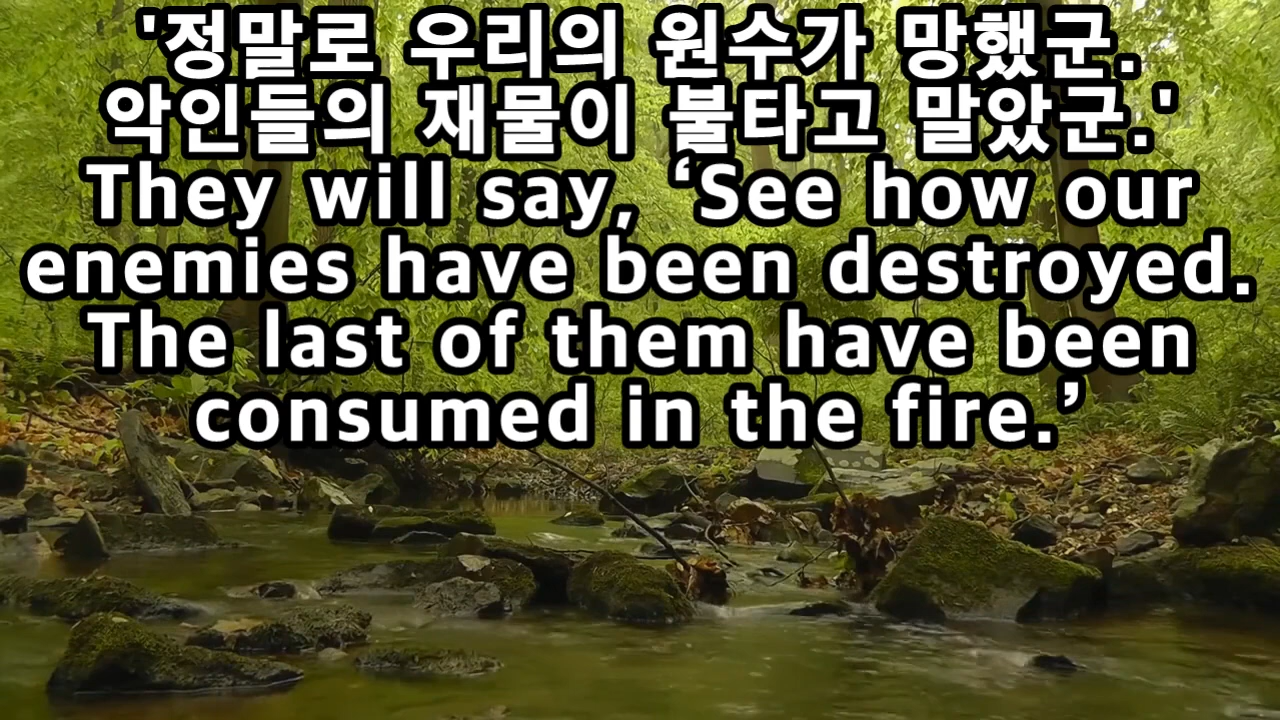 '정말로 우리의 원수가 망했군.
악인들의 재물이 불타고 말았군.'
They will say, ‘See how our
enemies have been destroyed.
The last of them have been
consumed in the fire.’